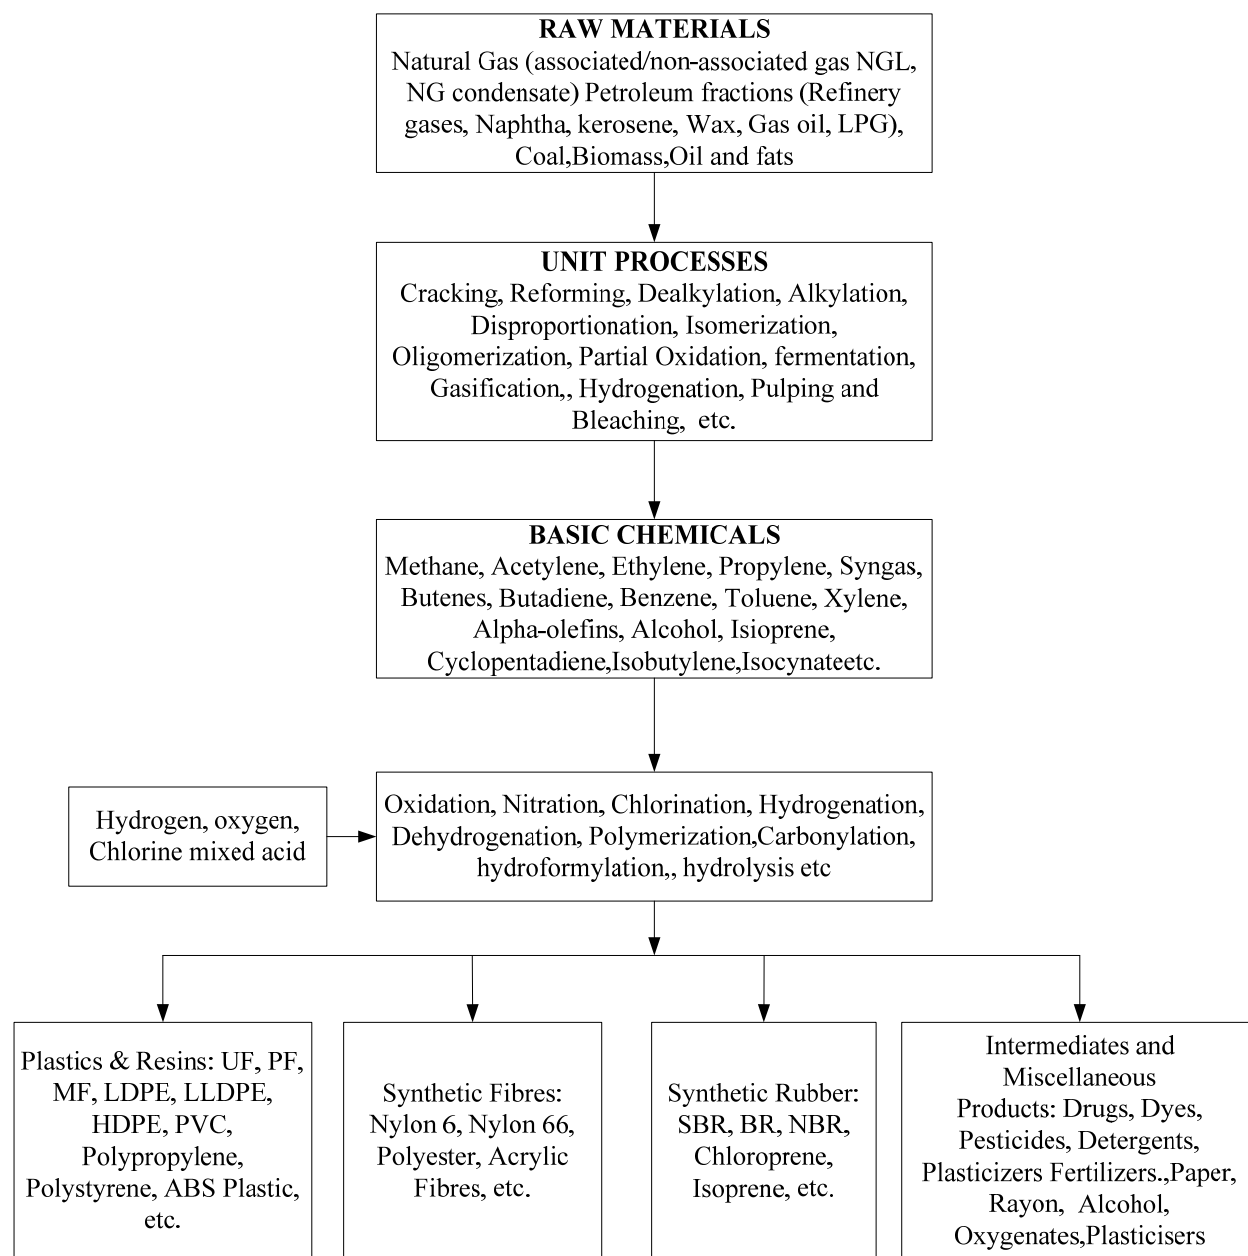 RAW MATERIALS
Natural Gas (associated/non-associated gas NGL,
NG condensate) Petroleum fractions (Refinery
gases, Naphtha, kerosene, Wax, Gas oil, LPG),
Coal,Biomass,Oil and fats
UNIT PROCESSES
Cracking, Reforming, Dealkylation, Alkylation,
Disproportionation, Isomerization,
Oligomerization, Partial Oxidation, fermentation,
Gasification,, Hydrogenation, Pulping and
Bleaching, etc.
BASIC CHEMICALS
Methane, Acetylene, Ethylene, Propylene, Syngas,
Butenes, Butadiene, Benzene, Toluene, Xylene,
Alpha-olefins, Alcohol, Isioprene,
Cyclopentadiene,Isobutylene,Isocynateetc.
Hydrogen, oxygen,
Chlorine mixed acid
Oxidation, Nitration, Chlorination, Hydrogenation,
Dehydrogenation, Polymerization,Carbonylation,
hydroformylation,, hydrolysis etc
Plastics & Resins: UF, PF,
MF, LDPE, LLDPE,
HDPE, PVC,
Polypropylene,
Polystyrene, ABS Plastic,
etc.
Synthetic Fibres:
Nylon 6, Nylon 66,
Polyester, Acrylic
Fibres, etc.
Synthetic Rubber:
SBR, BR, NBR,
Chloroprene,
Isoprene, etc.
Intermediates and
Miscellaneous
Products: Drugs, Dyes,
Pesticides, Detergents,
Plasticizers Fertilizers.,Paper,
Rayon, Alcohol,
Oxygenates,Plasticisers